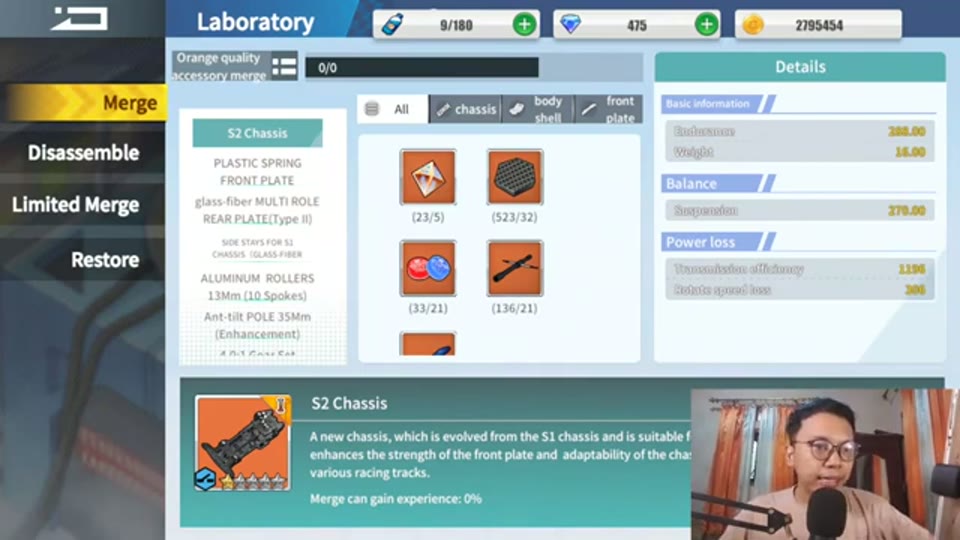 Laboratory
9/180
475
2795454
Merge
Disassemble
Limited Merge
Restore
Orange quality
accessory merge
0/0
S2 Chassis
PLASTIC SPRING
FRONT PLATE
glass-fiber MULTI ROLE
REAR PLATE(Type II)
SIDE STAYS FOR S1
CHASSIS (GLASS-FIBER
ALUMINUM ROLLERS
13Mm (10 Spokes)
Ant-tilt POLE 35Mm
(Enhancement)
All
chassis
body
shell
front
plate
(23/5)
(523/32)
(33/21)
(136/21)
Details
Basic information
Endurance 288.00
Weight 16.00
Balance
Suspension 270.00
Power loss
Transmission efficiency 1196
Rotate speed loss
S2 Chassis
A new chassis, which is evolved from the S1 chassis and is suitable
enhances the strength of the front plate and adaptability of the
various racing tracks.
Merge can gain experience: 0%